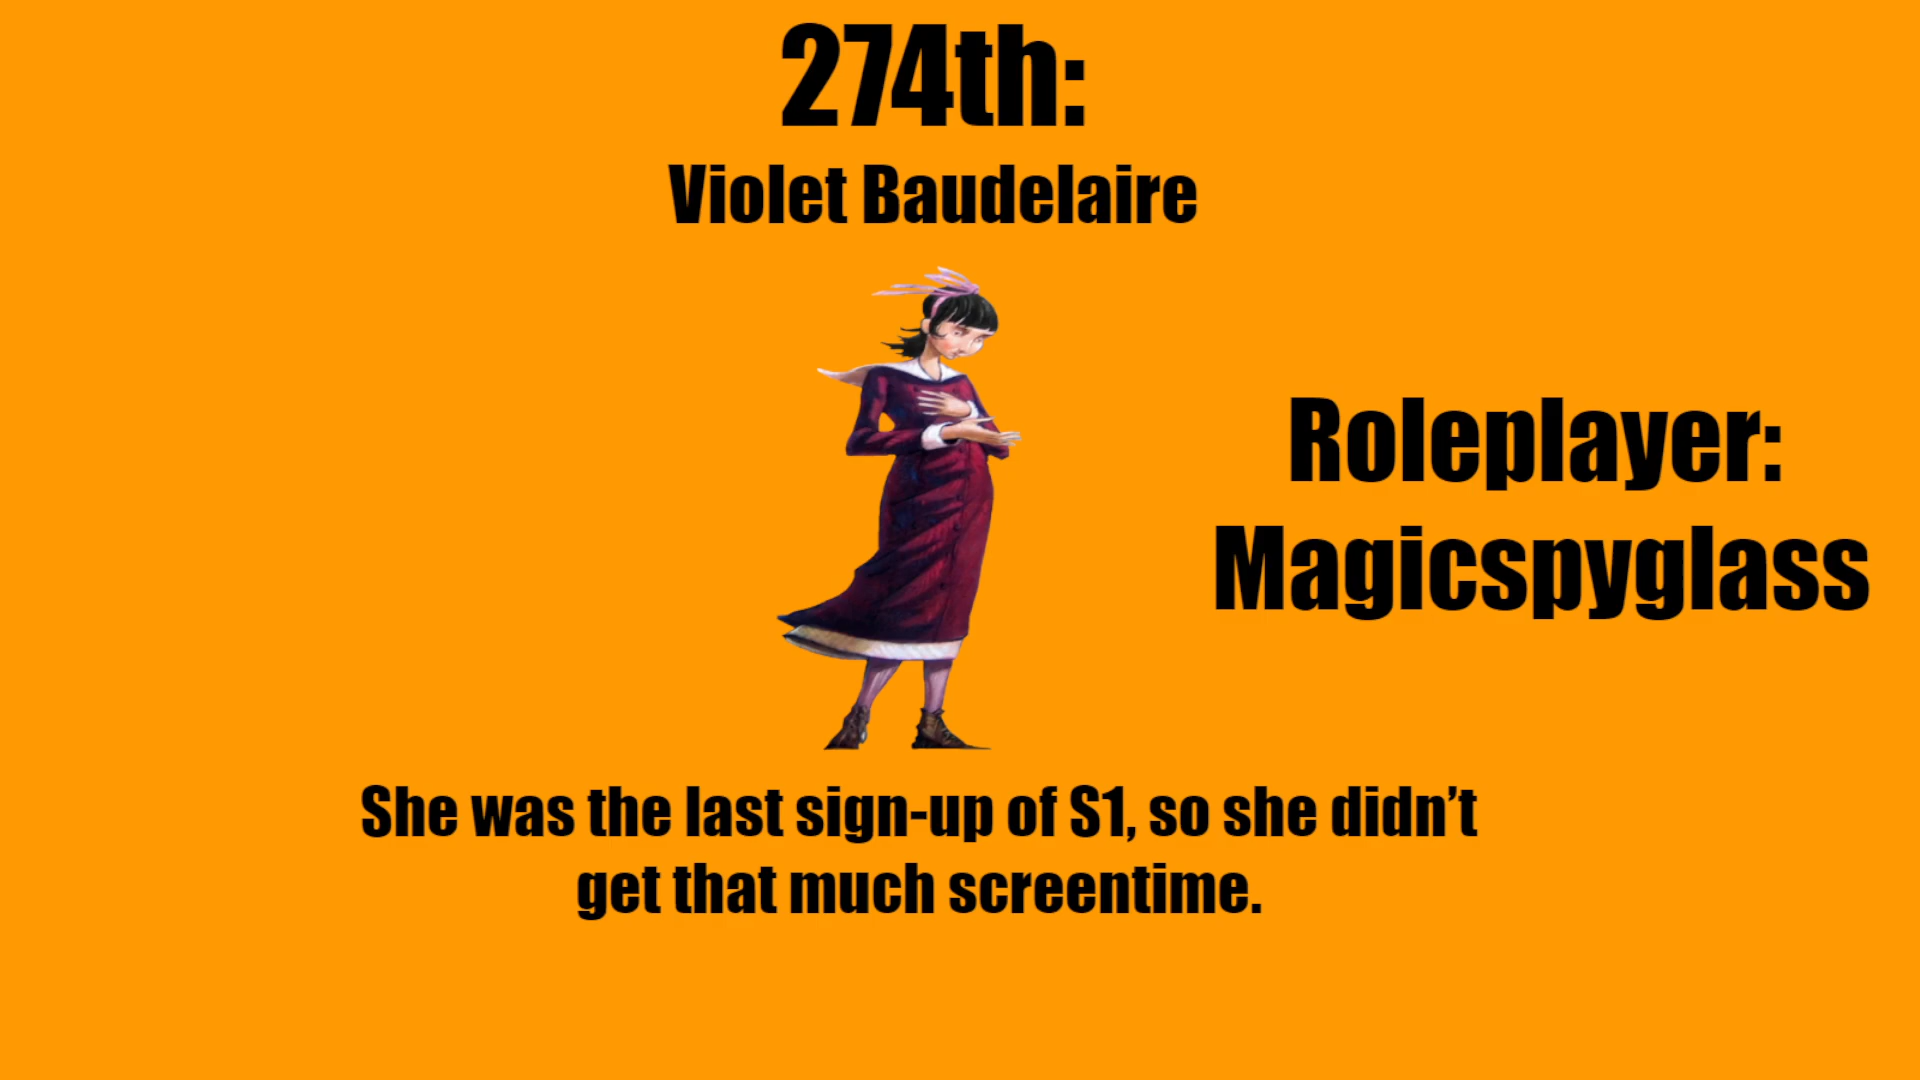 274th:
Violet Baudelaire
Roleplayer:
Magicspyglass
She was the last sign-up of S1, so she didn’t
get that much screentime.